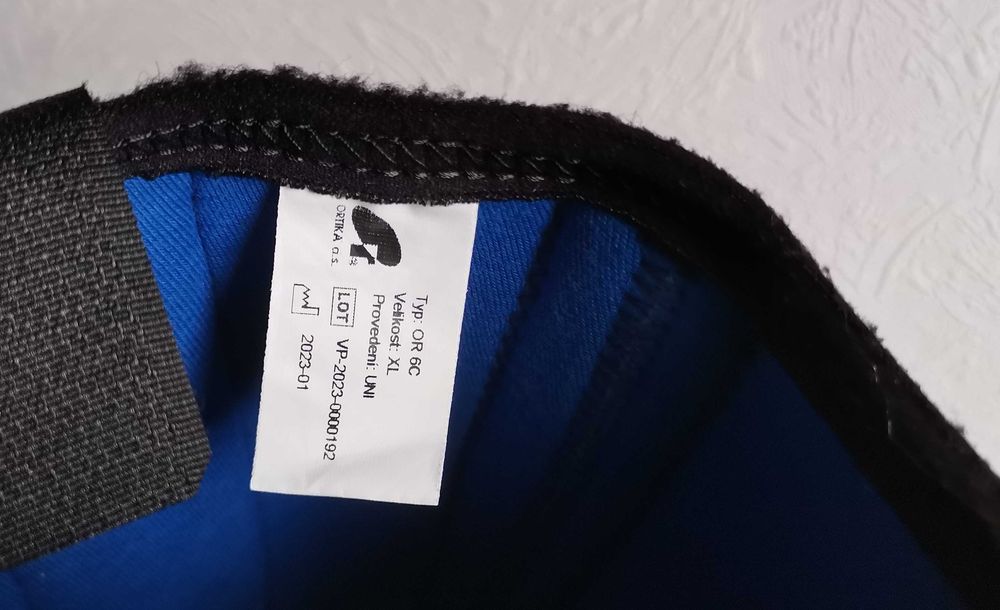 ORTIKA a.s.
Typ: OR 6C
Velikost: XL
Provedení: UNI
LOT VP-2023-0000192
2023-01